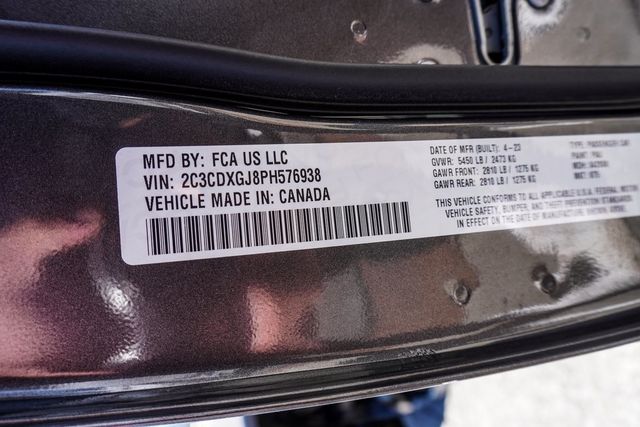 MFD BY: FCA US LLC
VIN: 2C3CDXGJ8PH576938
VEHICLE MADE IN: CANADA
DATE OF MFR (BUILT): 4-23
GVWR: 5450 LB / 2473 KG
GAWR FRONT: 2810 LB / 1275 KG
GAWR REAR: 2810 LB / 1275 KG
TYPE: PASSENGER CAR
THIS VEHICLE CONFORMS TO ALL APPLICABLE U.S.A. FEDERAL MOTOR
VEHICLE SAFETY, BUMPER, AND THEFT PREVENTION STANDARDS
IN EFFECT ON THE DATE OF MANUFACTURE SHOWN ABOVE